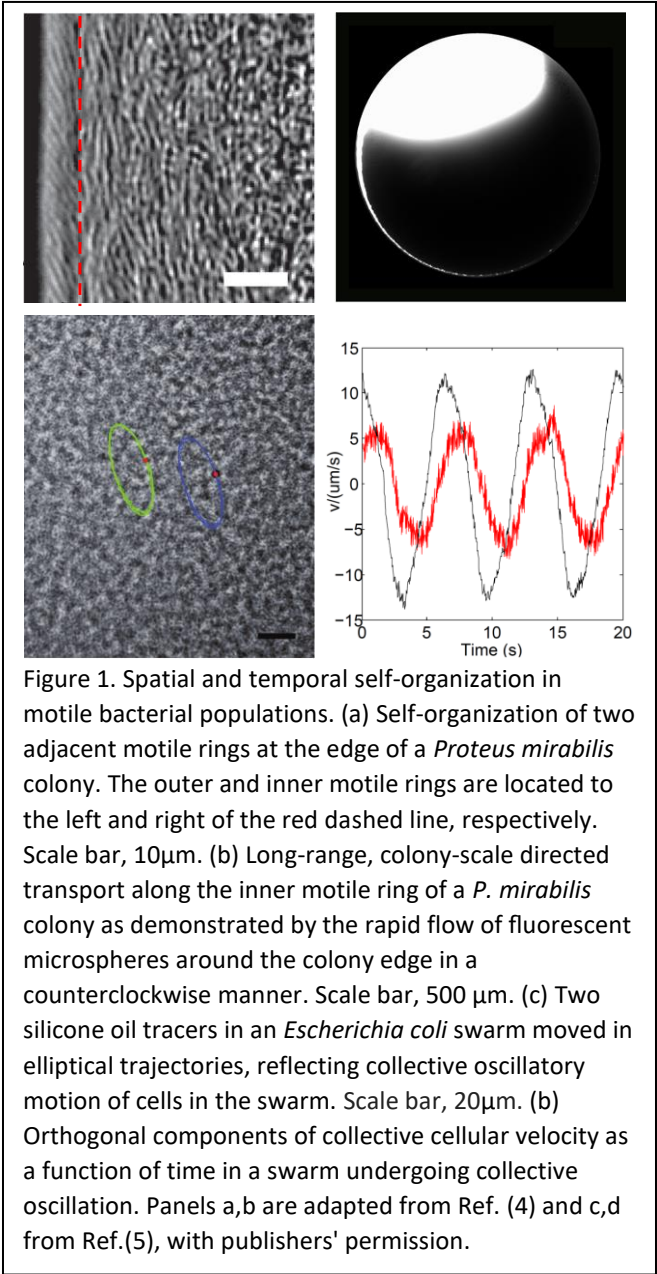 15
10
5
0
−5
−10
−15
v/(um/s)
0 5 10 15 20
Time (s)
Figure 1. Spatial and temporal self-organization in
motile bacterial populations. (a) Self-organization of two
adjacent motile rings at the edge of a Proteus mirabilis
colony. The outer and inner motile rings are located to
the left and right of the red dashed line, respectively.
Scale bar, 10μm. (b) Long-range, colony-scale directed
transport along the inner motile ring of a P. mirabilis
colony as demonstrated by the rapid flow of fluorescent
microspheres around the colony edge in a
counterclockwise manner. Scale bar, 500 μm. (c) Two
silicone oil tracers in an Escherichia coli swarm moved in
elliptical trajectories, reflecting collective oscillatory
motion of cells in the swarm. Scale bar, 20μm. (b)
Orthogonal components of collective cellular velocity as
a function of time in a swarm undergoing collective
oscillation. Panels a,b are adapted from Ref. (4) and c,d
from Ref.(5), with publishers' permission.